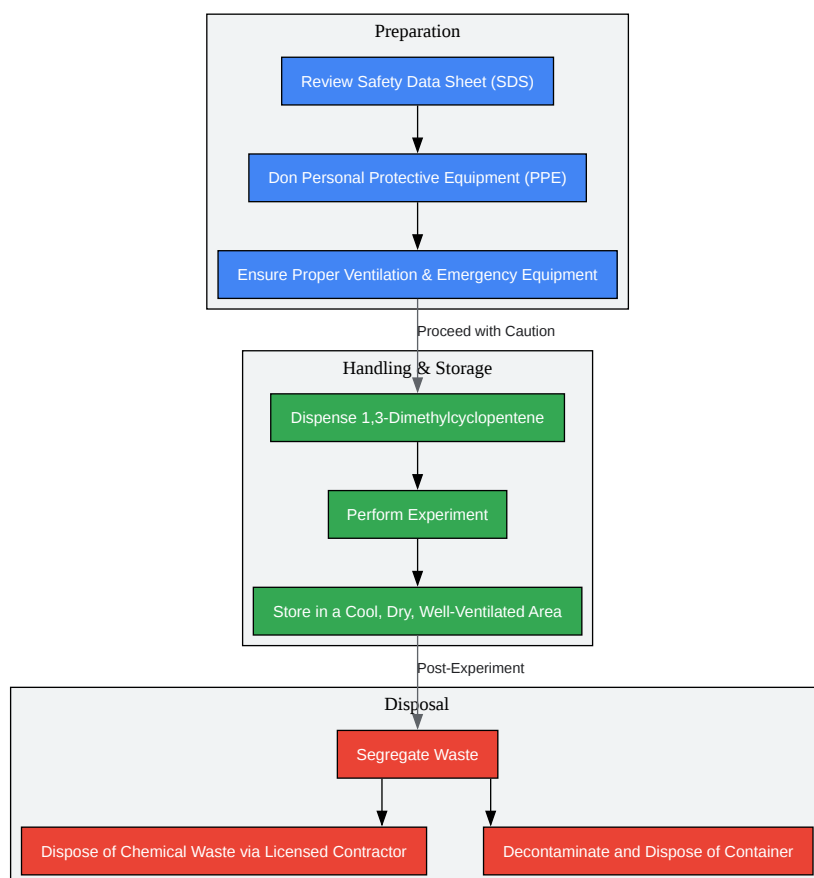 Preparation
Review Safety Data Sheet (SDS)
Don Personal Protective Equipment (PPE)
Ensure Proper Ventilation & Emergency Equipment
Proceed with Caution
Handling & Storage
Dispense 1,3-Dimethylcyclopentene
Perform Experiment
Store in a Cool, Dry, Well-Ventilated Area
Post-Experiment
Disposal
Segregate Waste
Dispose of Chemical Waste via Licensed Contractor
Decontaminate and Dispose of Container